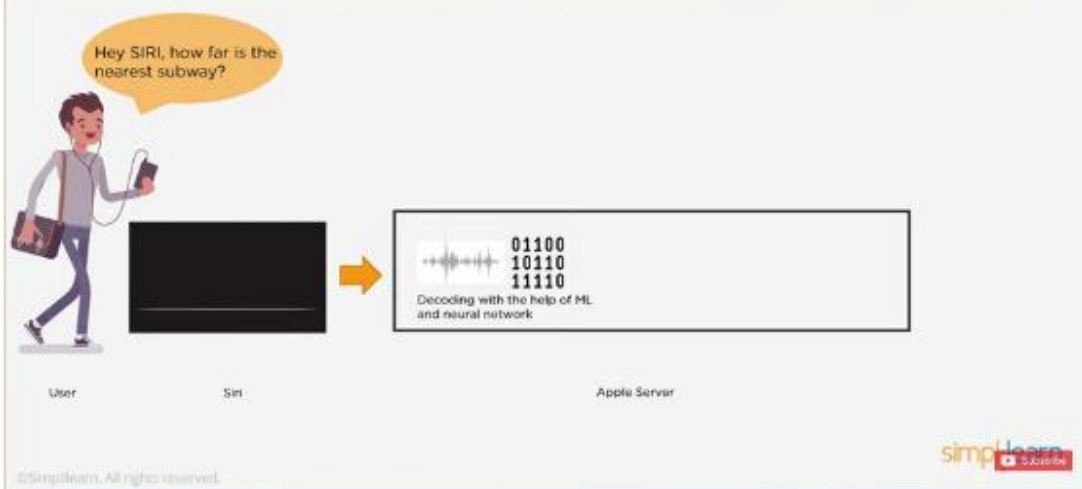 Hey SIRI, how far is the
nearest subway?
01100
10110
11110
Decoding with the help of ML
and neural network
User
Siri
Apple Server
simplilearn
Subscribe
©Simplilearn. All rights reserved.